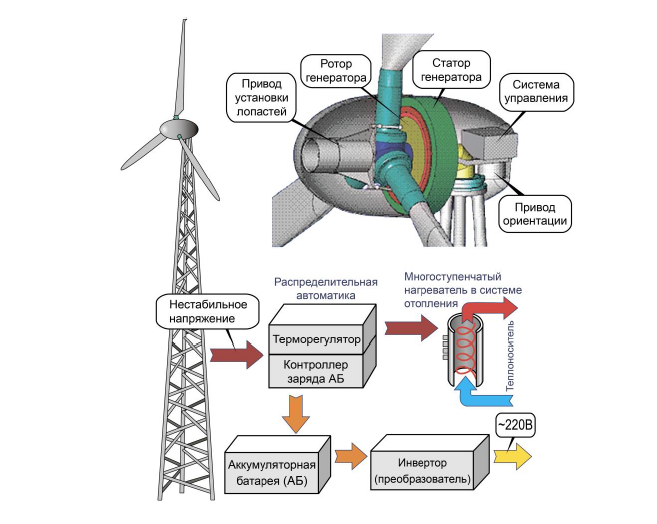 Ротор
генератора
Статор
генератора
Привод
установки
лопастей
Система
управления
Привод
ориентации
Распределительная
автоматика
Многоступенчатый
нагреватель в системе
отопления
Нестабильное
напряжение
Терморегулятор
Контроллер
заряда АБ
Теплоноситель
~220В
Аккумуляторная
батарея (АБ)
Инвертор
(преобразователь)